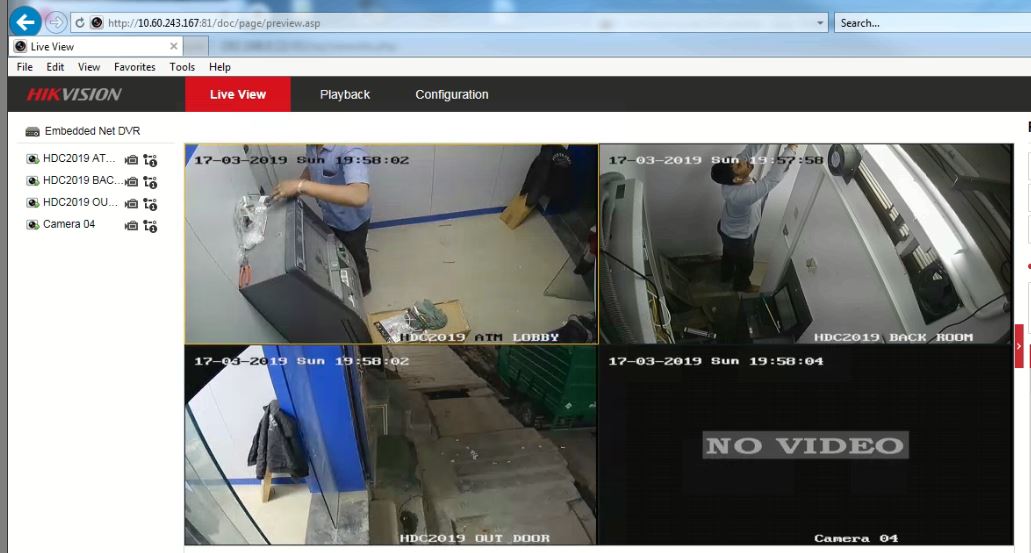 http://10.60.243.167:81/doc/page/preview.asp
Search...
Live View
File Edit View Favorites Tools Help
HIKVISION
Live View
Playback
Configuration
Embedded Net DVR
HDC2019 AT...
HDC2019 BAC...
HDC2019 OU...
Camera 04
17-03-2019 Sun 19:58:02
HDC2019 ATM LOBBY
17-03-2019 Sun 19:57:58
HDC2019 BACK ROOM
17-03-2019 Sun 19:58:02
HDC2019 OUT DOOR
17-03-2019 Sun 19:58:04
NO VIDEO
Camera 04